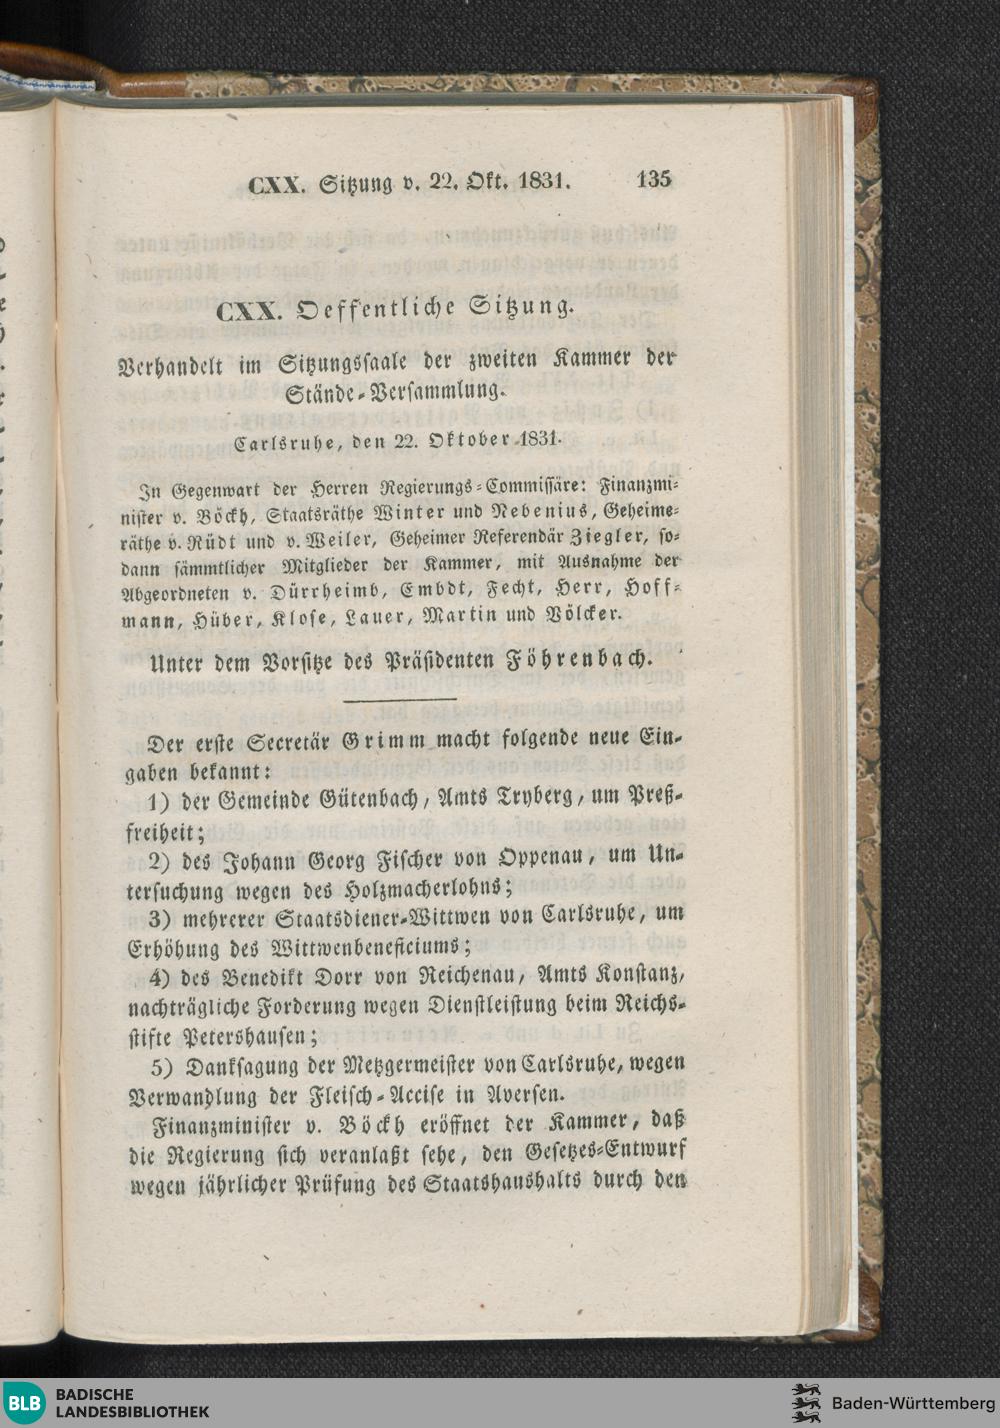 CXX. Sitzung v. 22. Okt. 1831. 135
CXX. Oeffentliche Sitzung.
Verhandelt im Sitzungssaale der zweiten Kammer der
Stände-Versammlung.
Carlsruhe, den 22. Oktober 1831.
In Gegenwart der Herren Regierungs-Commissäre: Finanzmi-
nister v. Böckh, Staatsräthe Winter und Nebenius, Geheime-
räthe v. Rüdt und v. Weiler, Geheimer Referendär Ziegler, so-
dann sämmtlicher Mitglieder der Kammer, mit Ausnahme der
Abgeordneten v. Dürrheimb, Embdt, Fecht, Herr, Hoff-
mann, Hüber, Klose, Lauer, Martin und Völcker.
Unter dem Vorsitze des Präsidenten Föhrenbach.
Der erste Secretär Grimm macht folgende neue Ein-
gaben bekannt:
1) der Gemeinde Gütenbach, Amts Tryberg, um Preß-
freiheit;
2) des Johann Georg Fischer von Oppenau, um Un-
tersuchung wegen des Holzmacherlohns;
3) mehrerer Staatsdiener-Wittwen von Carlsruhe, um
Erhöhung des Wittwenbeneficiums;
4) des Benedikt Dorr von Reichenau, Amts Konstanz,
nachträgliche Forderung wegen Dienstleistung beim Reichs-
stifte Petershausen;
5) Danksagung der Metzgermeister von Carlsruhe, wegen
Verwandlung der Fleisch-Accise in Aversen.
Finanzminister v. Böckh eröffnet der Kammer, daß
die Regierung sich veranlaßt sehe, den Gesetzes-Entwurf
wegen jährlicher Prüfung des Staatshaushalts durch den
BLB BADISCHE
LANDESBIBLIOTHEK
Baden-Württemberg